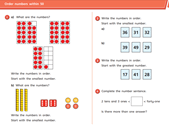 Order numbers within 50
1 a) What are the numbers?
Write the numbers in order.
Start with the smallest number.
b) What are the numbers?
Write the numbers in order.
Start with the smallest number.
2 Write the numbers in order.
Start with the smallest number.
a)
36 31 32
b)
39 49 29
3 Write the numbers in order.
Start with the greatest number.
17 41 28
4 Complete the number sentence.
2 tens and 5 ones < < forty-one
Is there more than one answer?